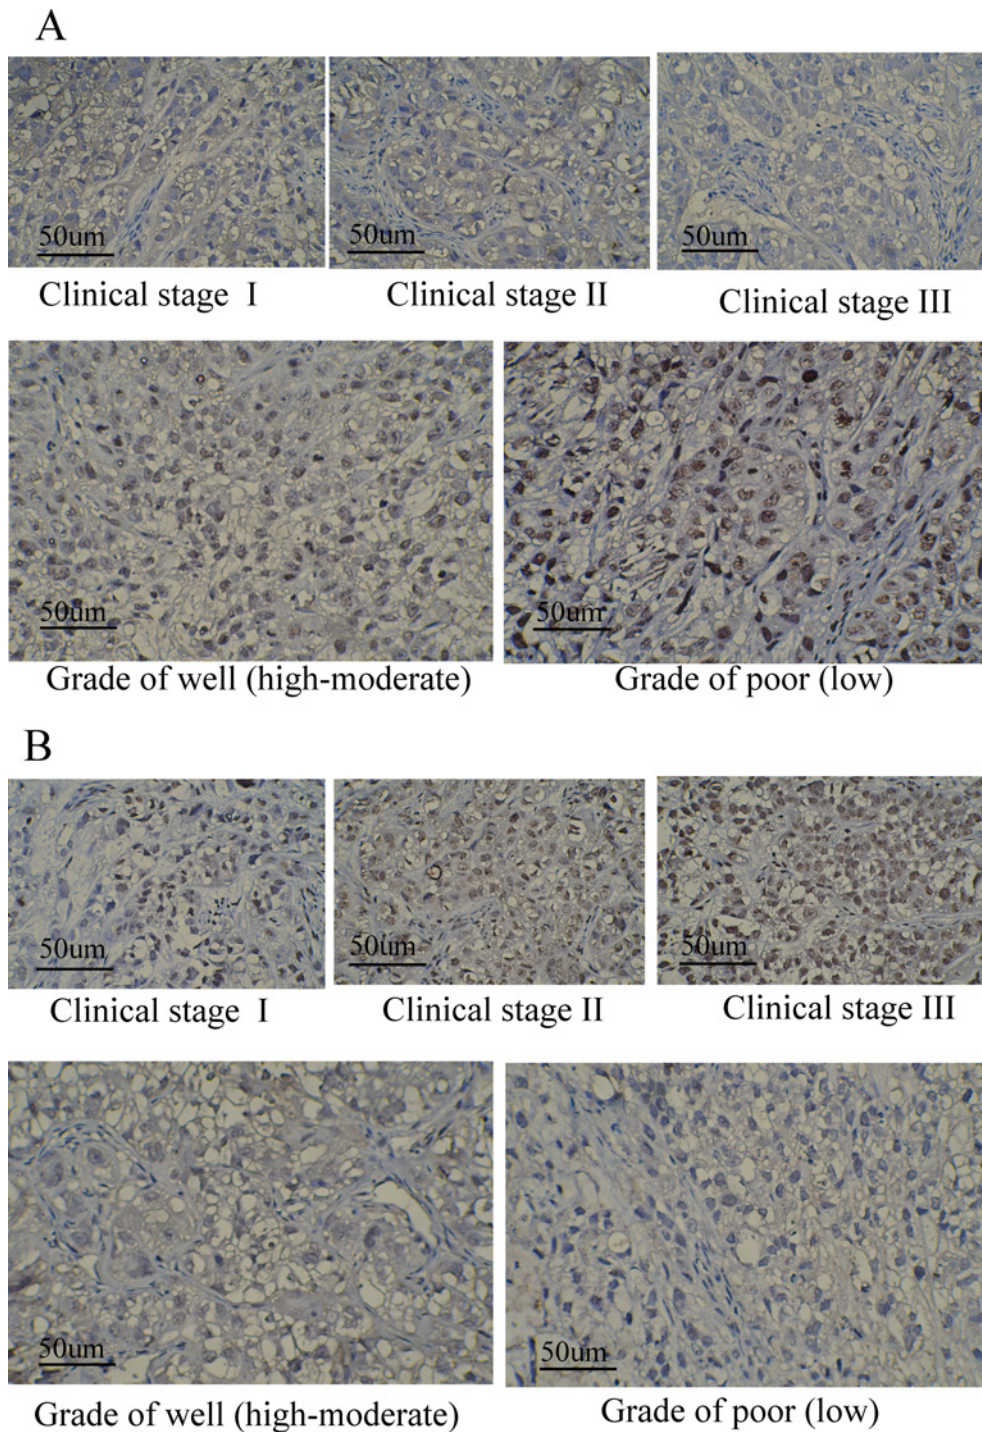 A
50um
50um
50um
Clinical stage I
Clinical stage II
Clinical stage III
50um
50um
Grade of well (high-moderate)
Grade of poor (low)
B
50um
50um
50um
Clinical stage I
Clinical stage II
Clinical stage III
50um
50um
Grade of well (high-moderate)
Grade of poor (low)